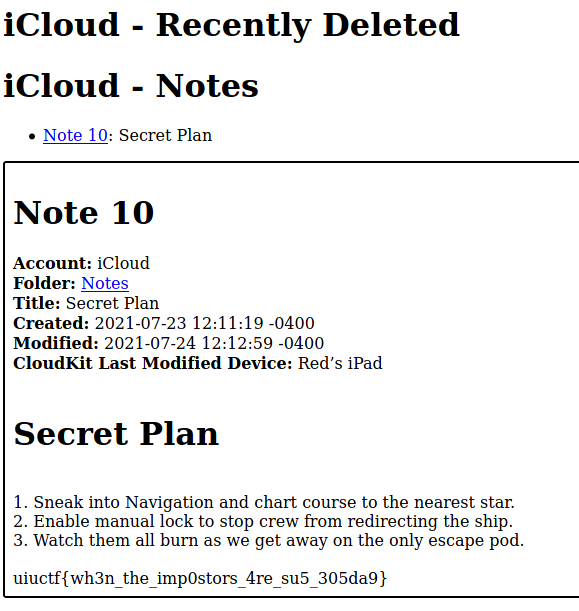 iCloud - Recently Deleted
iCloud - Notes
• Note 10: Secret Plan
Note 10
Account: iCloud
Folder: Notes
Title: Secret Plan
Created: 2021-07-23 12:11:19 -0400
Modified: 2021-07-24 12:12:59 -0400
CloudKit Last Modified Device: Red’s iPad
Secret Plan
1. Sneak into Navigation and chart course to the nearest star.
2. Enable manual lock to stop crew from redirecting the ship.
3. Watch them all burn as we get away on the only escape pod.
uiuctf{wh3n_the_imp0stors_4re_su5_305da9}